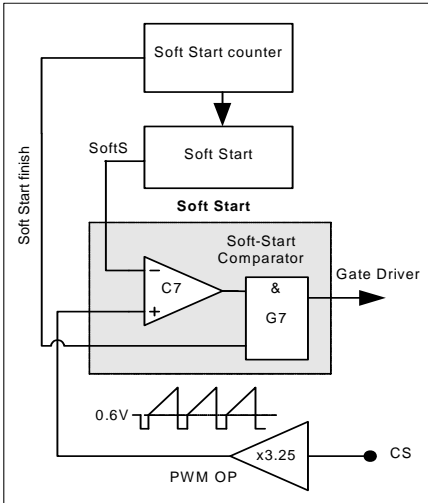 Soft Start counter
SoftS
Soft Start
Soft Start finish
Soft Start
Soft-Start
Comparator
Gate Driver
−
C7
+
&
G7
0.6V
x3.25
CS
PWM OP